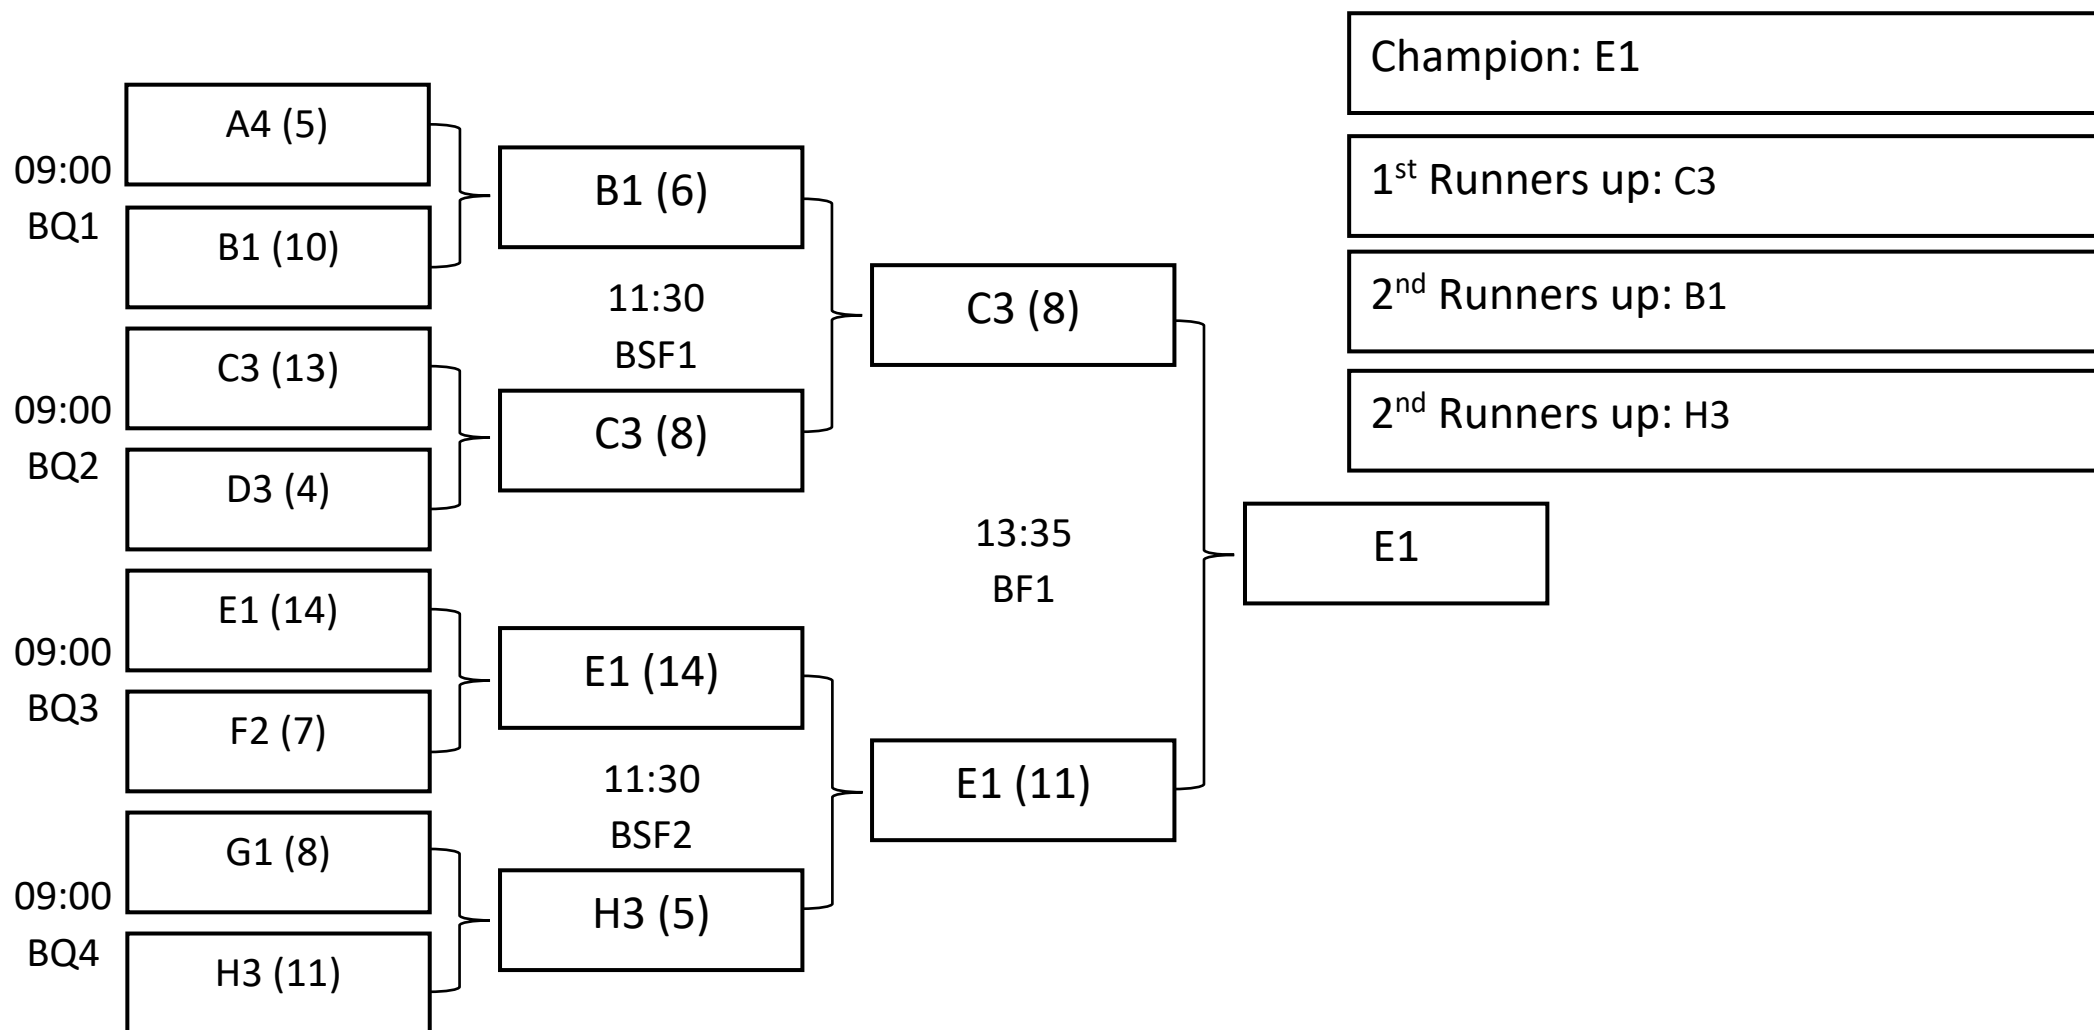 Champion: E1
1st Runners up: C3
2nd Runners up: B1
2nd Runners up: H3
09:00
BQ1
A4 (5)
B1 (10)
09:00
BQ2
C3 (13)
D3 (4)
09:00
BQ3
E1 (14)
F2 (7)
09:00
BQ4
G1 (8)
H3 (11)
B1 (6)
11:30
BSF1
C3 (8)
E1 (14)
11:30
BSF2
H3 (5)
C3 (8)
13:35
BF1
E1 (11)
E1